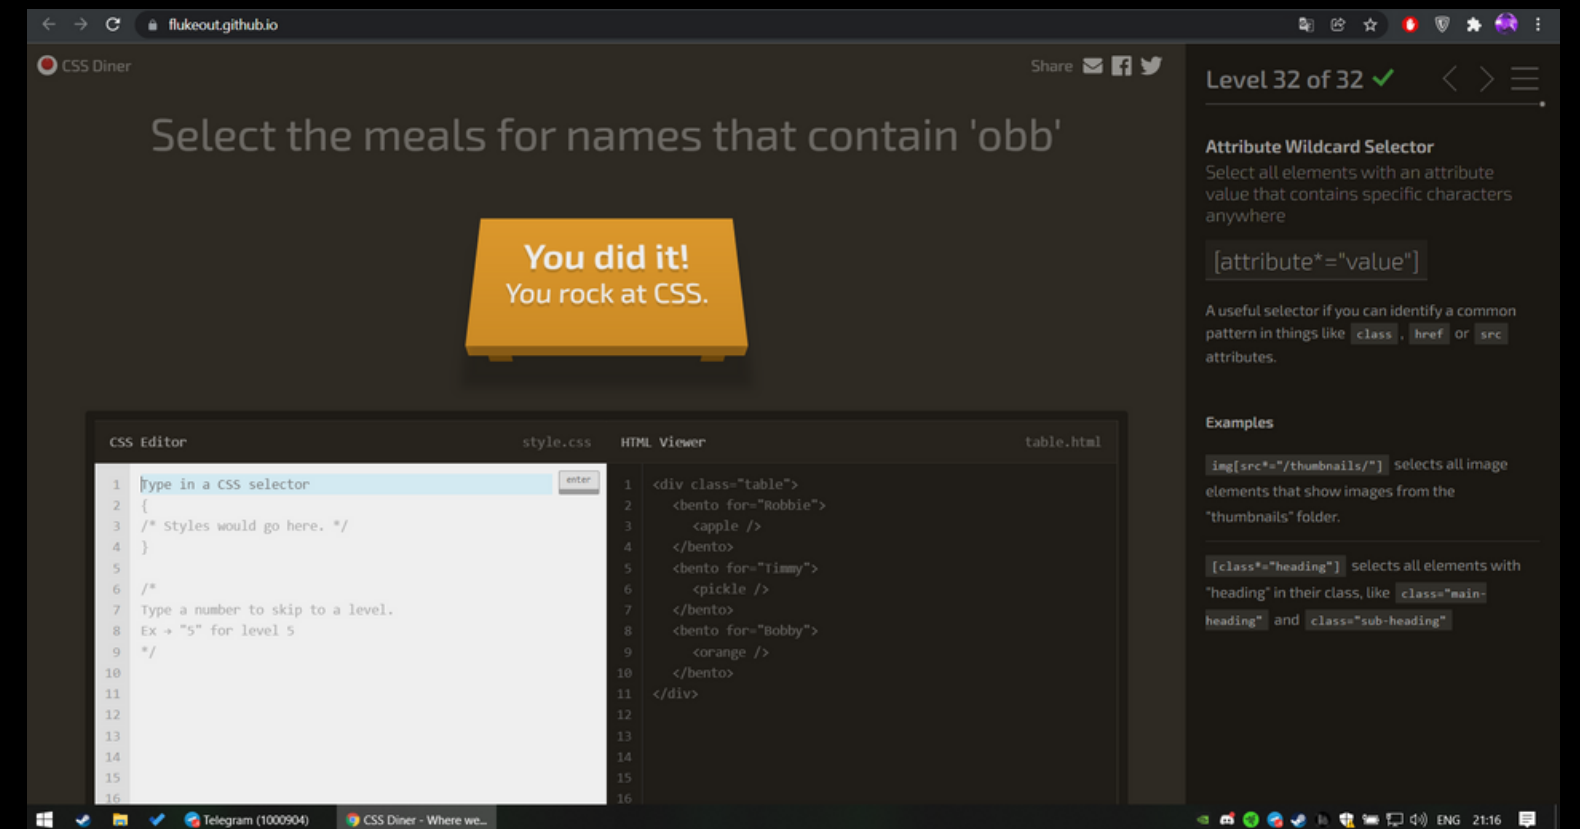 flukeout.github.io
CSS Diner
Share
Select the meals for names that contain 'obb'
You did it!
You rock at CSS.
CSS Editor
style.css
1 Type in a CSS selector
enter
2 {
3 /* Styles would go here. */
4 }
5
6 /*
7 Type a number to skip to a level.
8 Ex → "5" for level 5
9 */
10
11
12
13
14
15
16
HTML Viewer
table.html
1 <div class="table">
2 <bento for="Robbie">
3 <apple />
4 </bento>
5 <bento for="Timmy">
6 <pickle />
7 </bento>
8 <bento for="Bobby">
9 <orange />
10 </bento>
11 </div>
12
13
14
15
16
Level 32 of 32
Attribute Wildcard Selector
Select all elements with an attribute
value that contains specific characters
anywhere
[attribute*="value"]
A useful selector if you can identify a common
pattern in things like class , href or src
attributes.
Examples
img[src*="/thumbnails/"] selects all image
elements that show images from the
"thumbnails" folder.
[class*="heading"] selects all elements with
"heading" in their class, like class="main-
heading" and class="sub-heading"
Telegram (1000904)
CSS Diner - Where we...
ENG 21:16